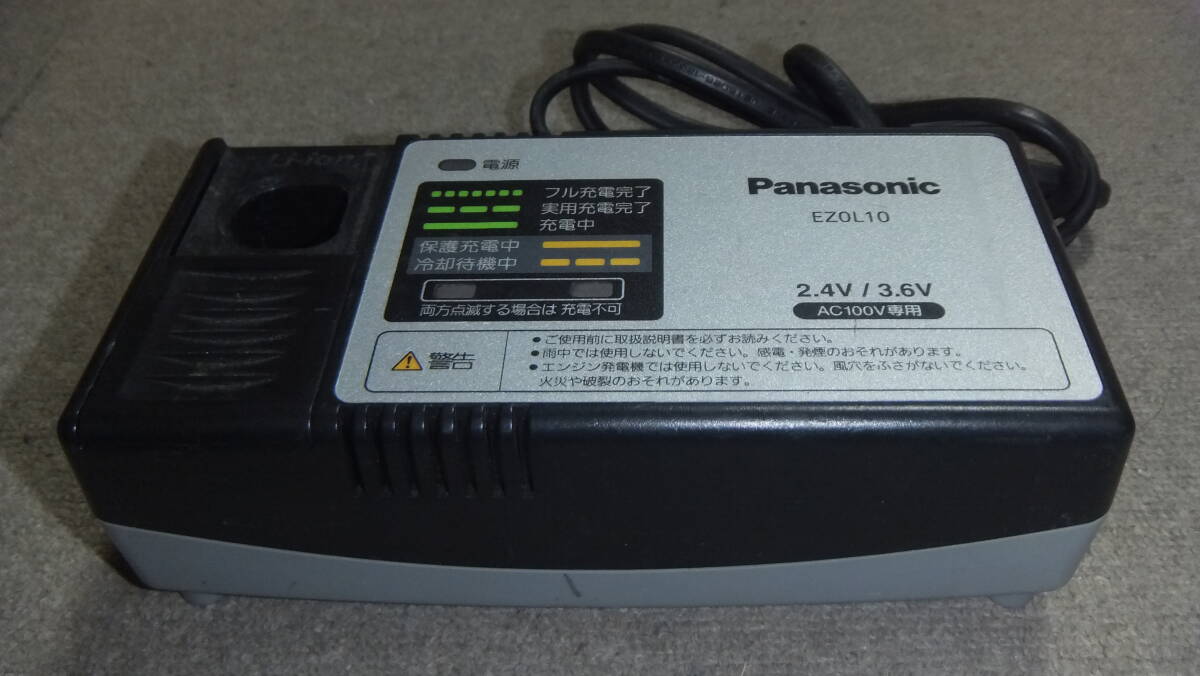 Li-ion
電源
フル充電完了
実用充電完了
充電中
保護充電中
冷却待機中
両方点滅する場合は 充電不可
Panasonic
EZ0L10
2.4V / 3.6V
AC100V専用
警告
●ご使用前に取扱説明書を必ずお読みください。
●雨中では使用しないでください。感電・発煙のおそれがあります。
●エンジン発電機では使用しないでください。風穴をふさがないでください。
火災や破裂のおそれがあります。